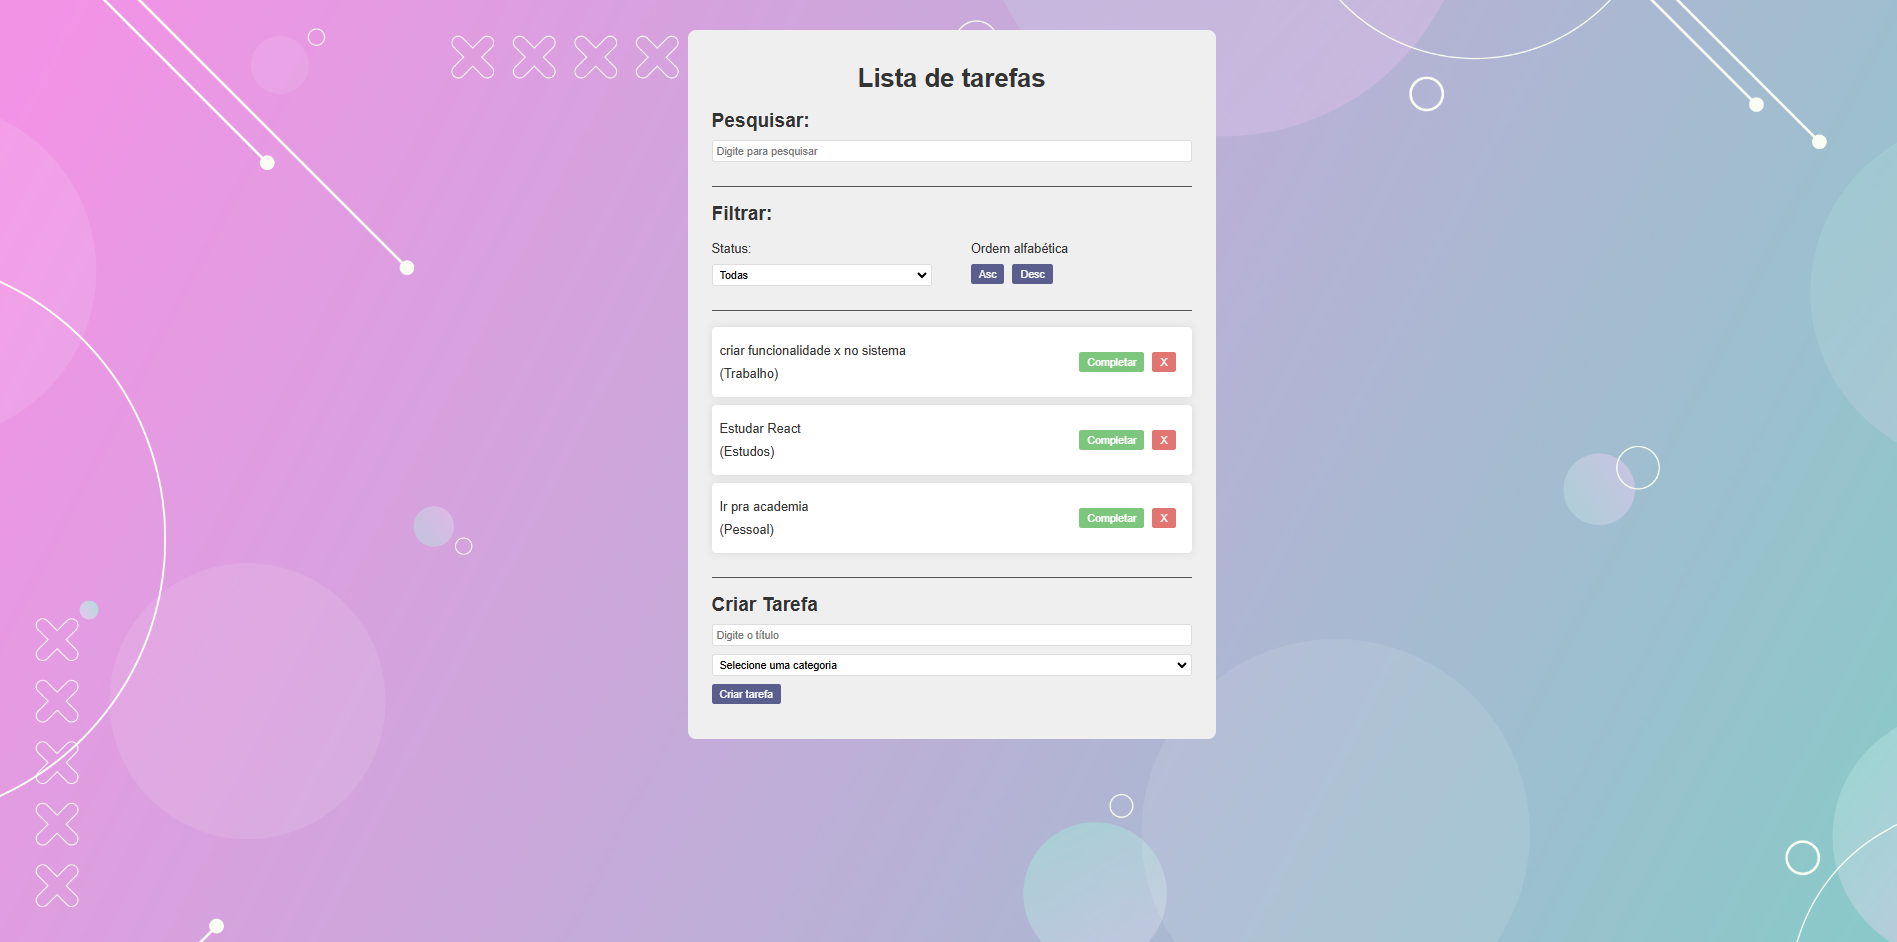 Lista de tarefas
Pesquisar:
Digite para pesquisar
Filtrar:
Status:
Todas
Ordem alfabética
Asc Desc
criar funcionalidade x no sistema
(Trabalho)
Completar X
Estudar React
(Estudos)
Completar X
Ir pra academia
(Pessoal)
Completar X
Criar Tarefa
Digite o título
Selecione uma categoria
Criar tarefa